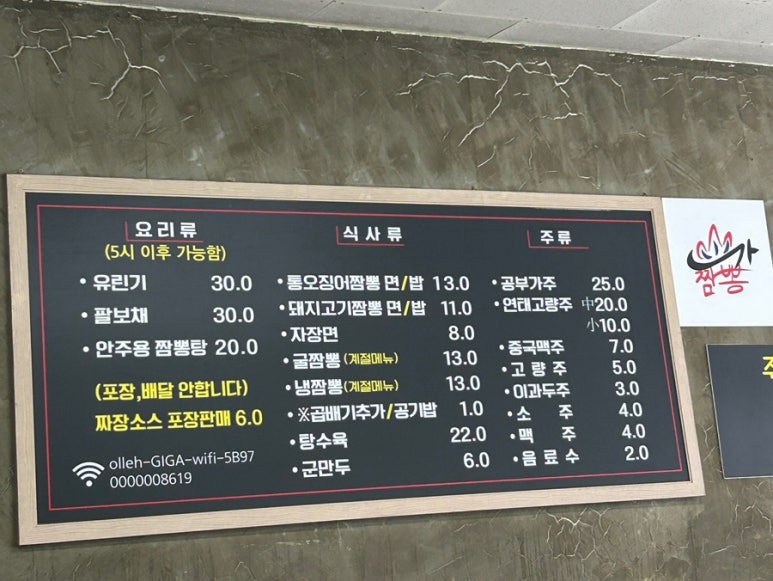 요리류
(5시 이후 가능함)
• 유린기 30.0
• 팔보채 30.0
• 안주용 짬뽕탕 20.0
(포장,배달 안합니다)
짜장소스 포장판매 6.0
olleh-GIGA-wifi-5B97
0000008619
식사류
• 통오징어짬뽕 면/밥 13.0
• 돼지고기짬뽕 면/밥 11.0
• 자장면 8.0
• 굴짬뽕 (계절메뉴) 13.0
• 냉짬뽕 (계절메뉴) 13.0
• ※곱배기추가/공기밥 1.0
• 탕수육 22.0
• 군만두 6.0
주류
• 공부가주 25.0
• 연태고량주 中20.0
小10.0
• 중국맥주 7.0
• 고량주 5.0
• 이과두주 3.0
• 소 주 4.0
• 맥 주 4.0
• 음료수 2.0
가
짬뽕